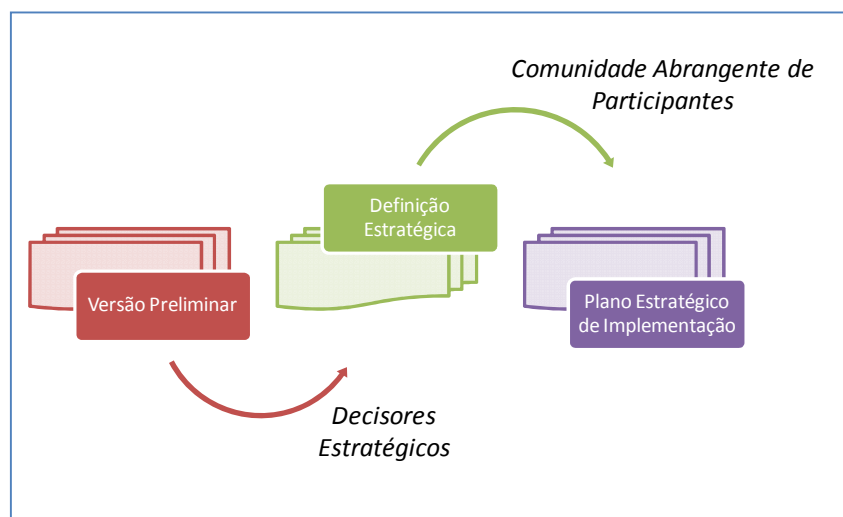 Comunidade Abrangente de
Participantes
Definição
Estratégica
Versão Preliminar
Plano Estratégico
de Implementação
Decisores
Estratégicos